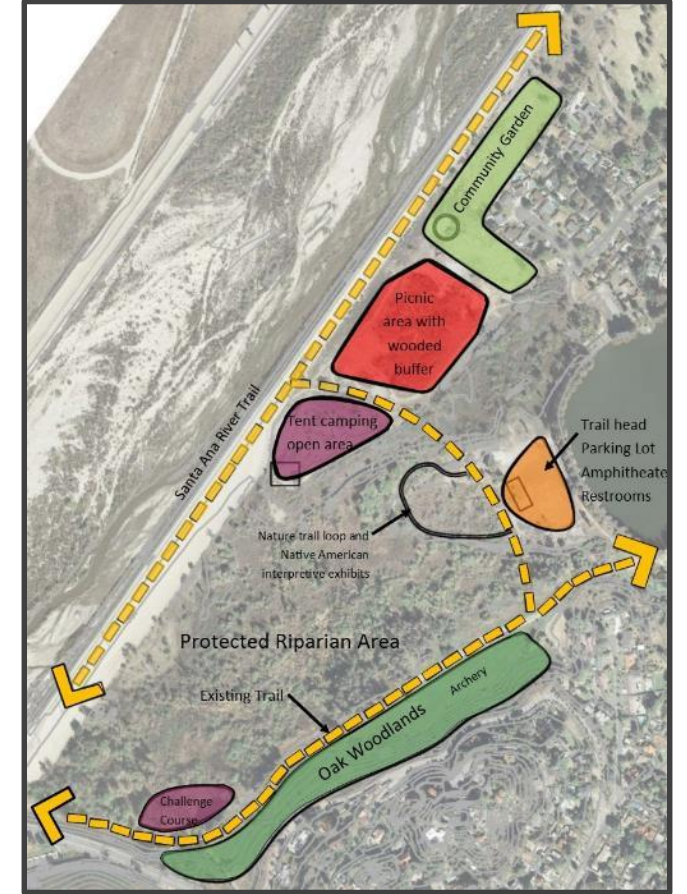 Community Garden
Picnic
area with
wooded
buffer
Santa Ana River Trail
Tent camping
open area
Trail head
Parking Lot
Amphitheate
Restrooms
Nature trail loop and
Native American
interpretive exhibits
Protected Riparian Area
Existing Trail
Archery
Oak Woodlands
Challenge
Course